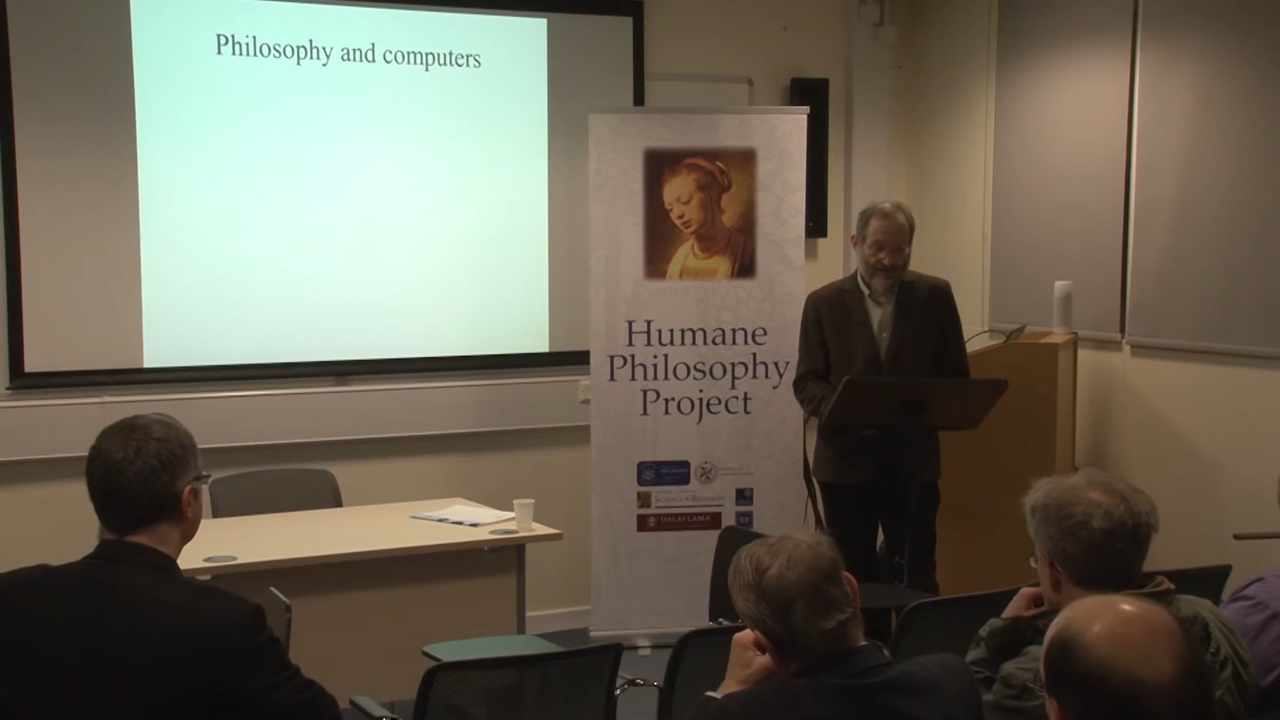 Philosophy and computers
Humane
Philosophy
Project
DALAI LAMA